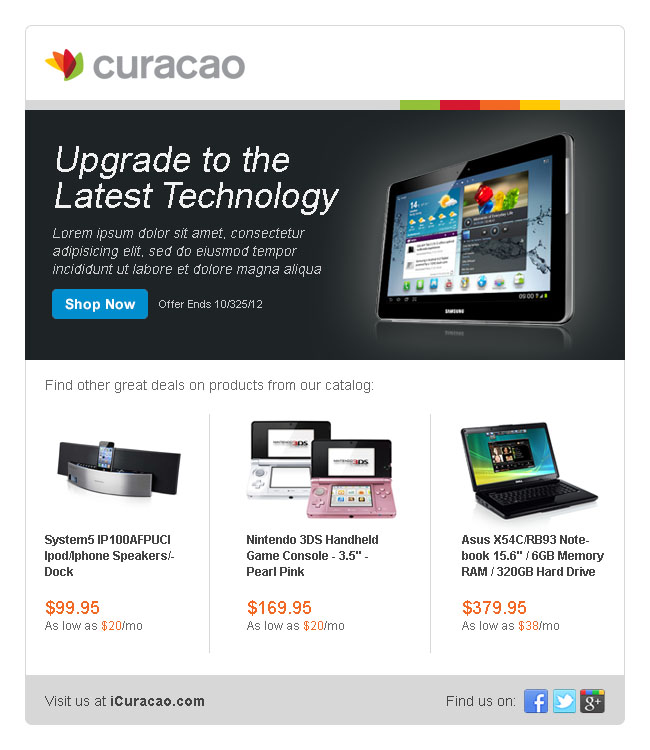 curacao
Upgrade to the
Latest Technology
Lorem ipsum dolor sit amet, consectetur
adipisicing elit, sed do eiusmod tempor
incididunt ut labore et dolore magna aliqua
Shop Now
Offer Ends 10/325/12
SAMSUNG
Find other great deals on products from our catalog:
NINTENDO3DS
NINTENDO3DS
System5 IP100AFPUCI
Ipod/Iphone Speakers/-
Dock
$99.95
As low as $20/mo
Nintendo 3DS Handheld
Game Console - 3.5" -
Pearl Pink
$169.95
As low as $20/mo
Asus X54C/RB93 Note-
book 15.6" / 6GB Memory
RAM / 320GB Hard Drive
$379.95
As low as $38/mo
Visit us at iCuracao.com
Find us on: